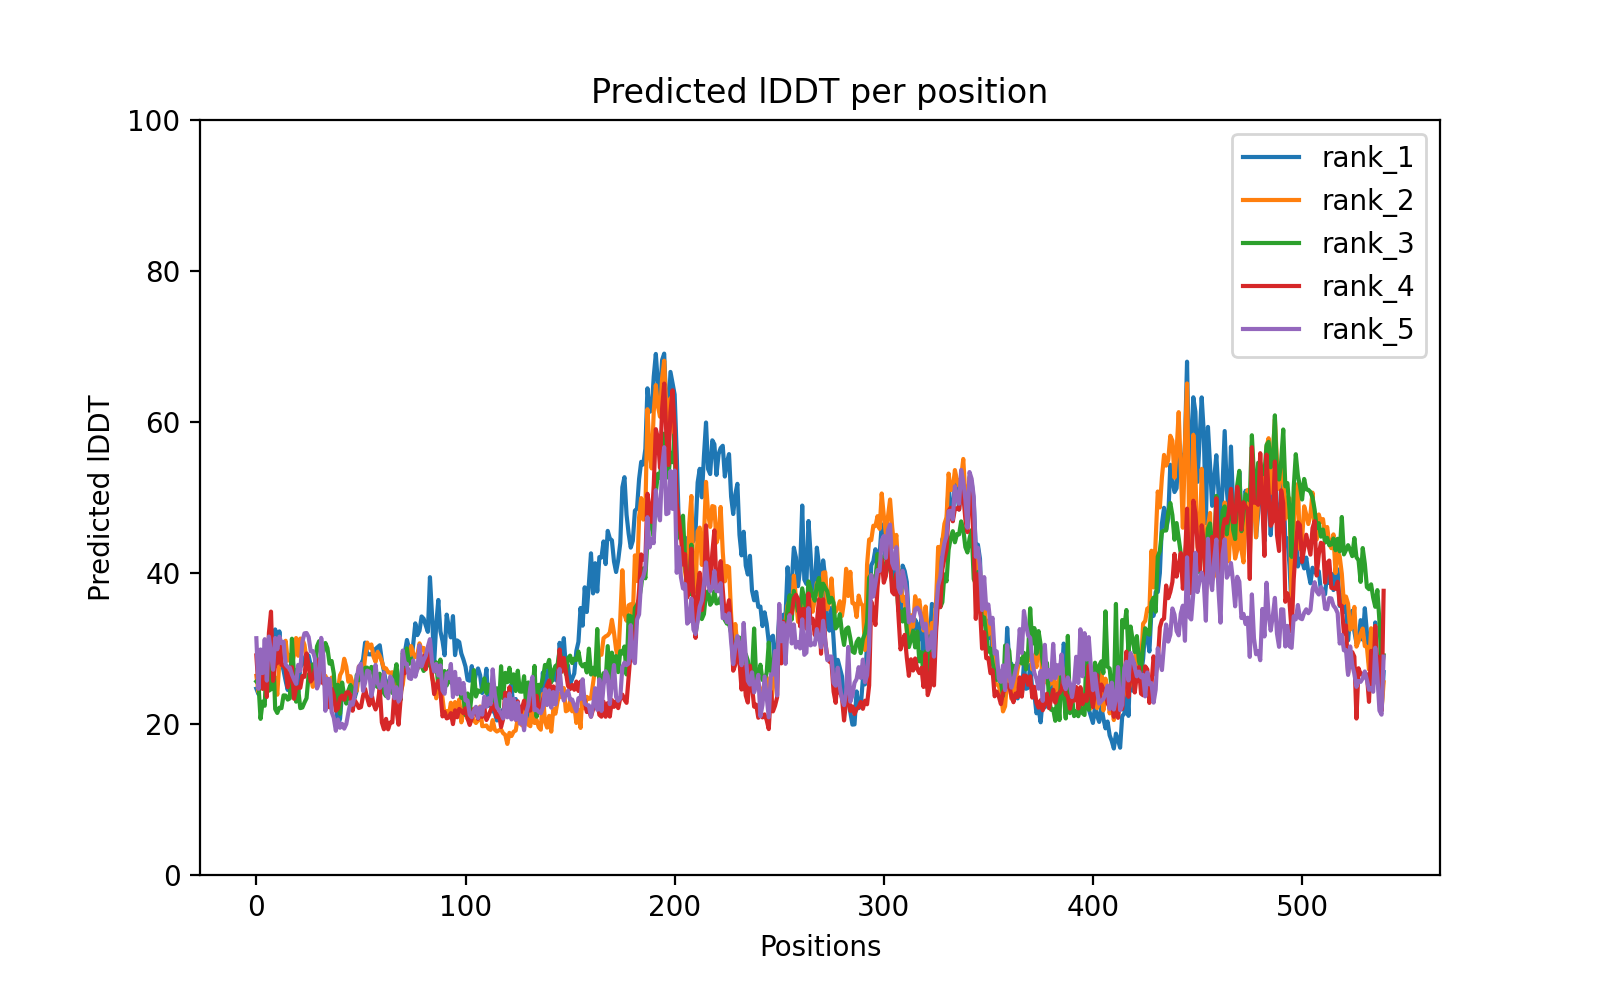 Predicted lDDT per position
100
80
60
40
20
0
Predicted lDDT
0 100 200 300 400 500
Positions
rank_1
rank_2
rank_3
rank_4
rank_5